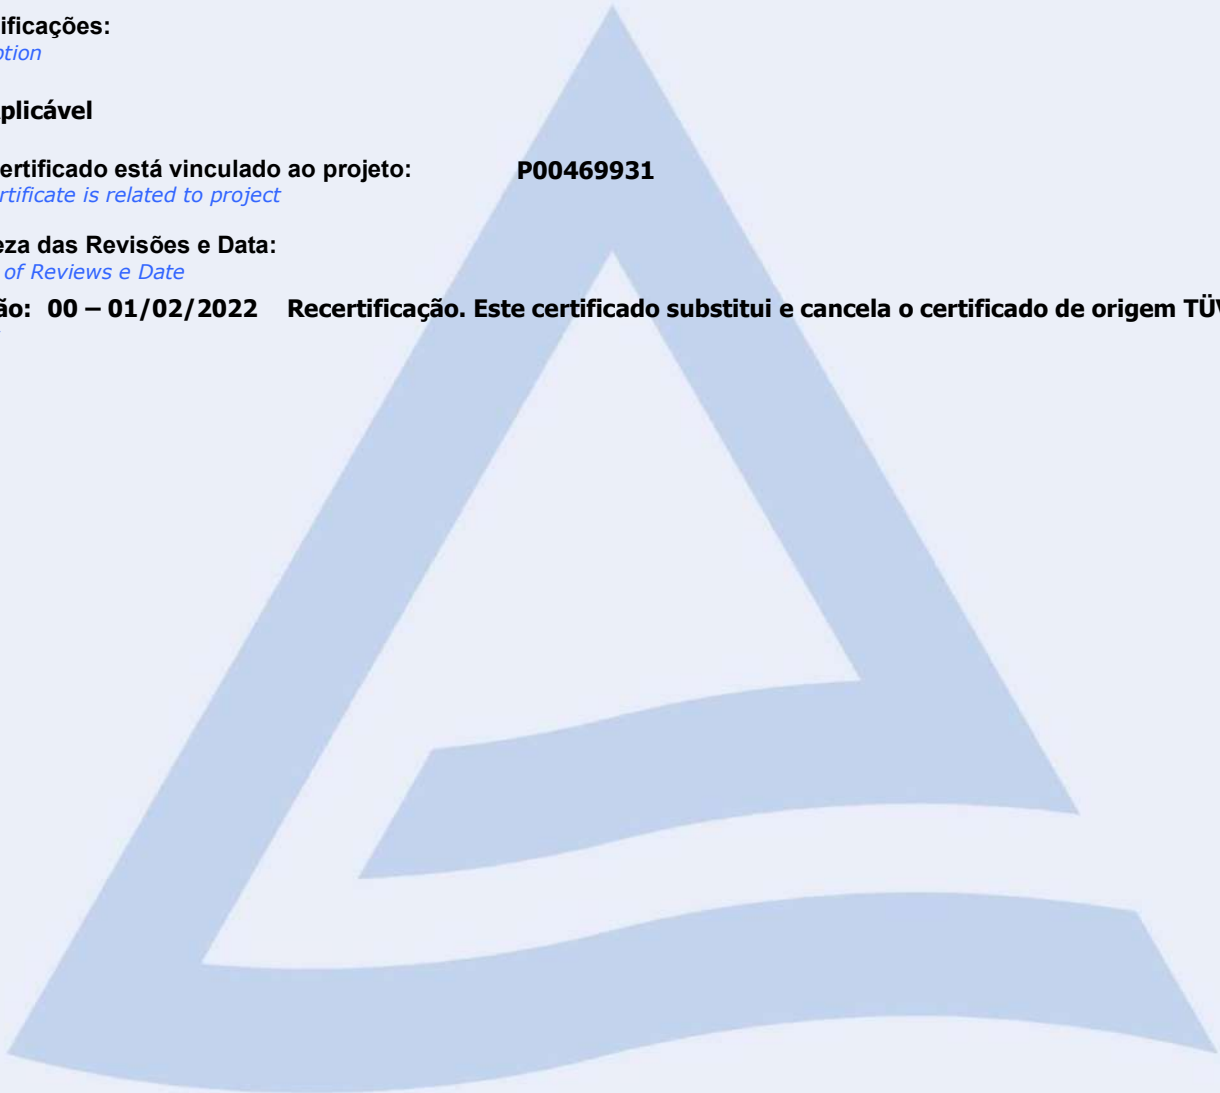 ificações:
ption
plicável
ertificado está vinculado ao projeto: P00469931
rtificate is related to project
eza das Revisões e Data:
of Reviews e Date
ão: 00 – 01/02/2022 Recertificação. Este certificado substitui e cancela o certificado de origem TÜV